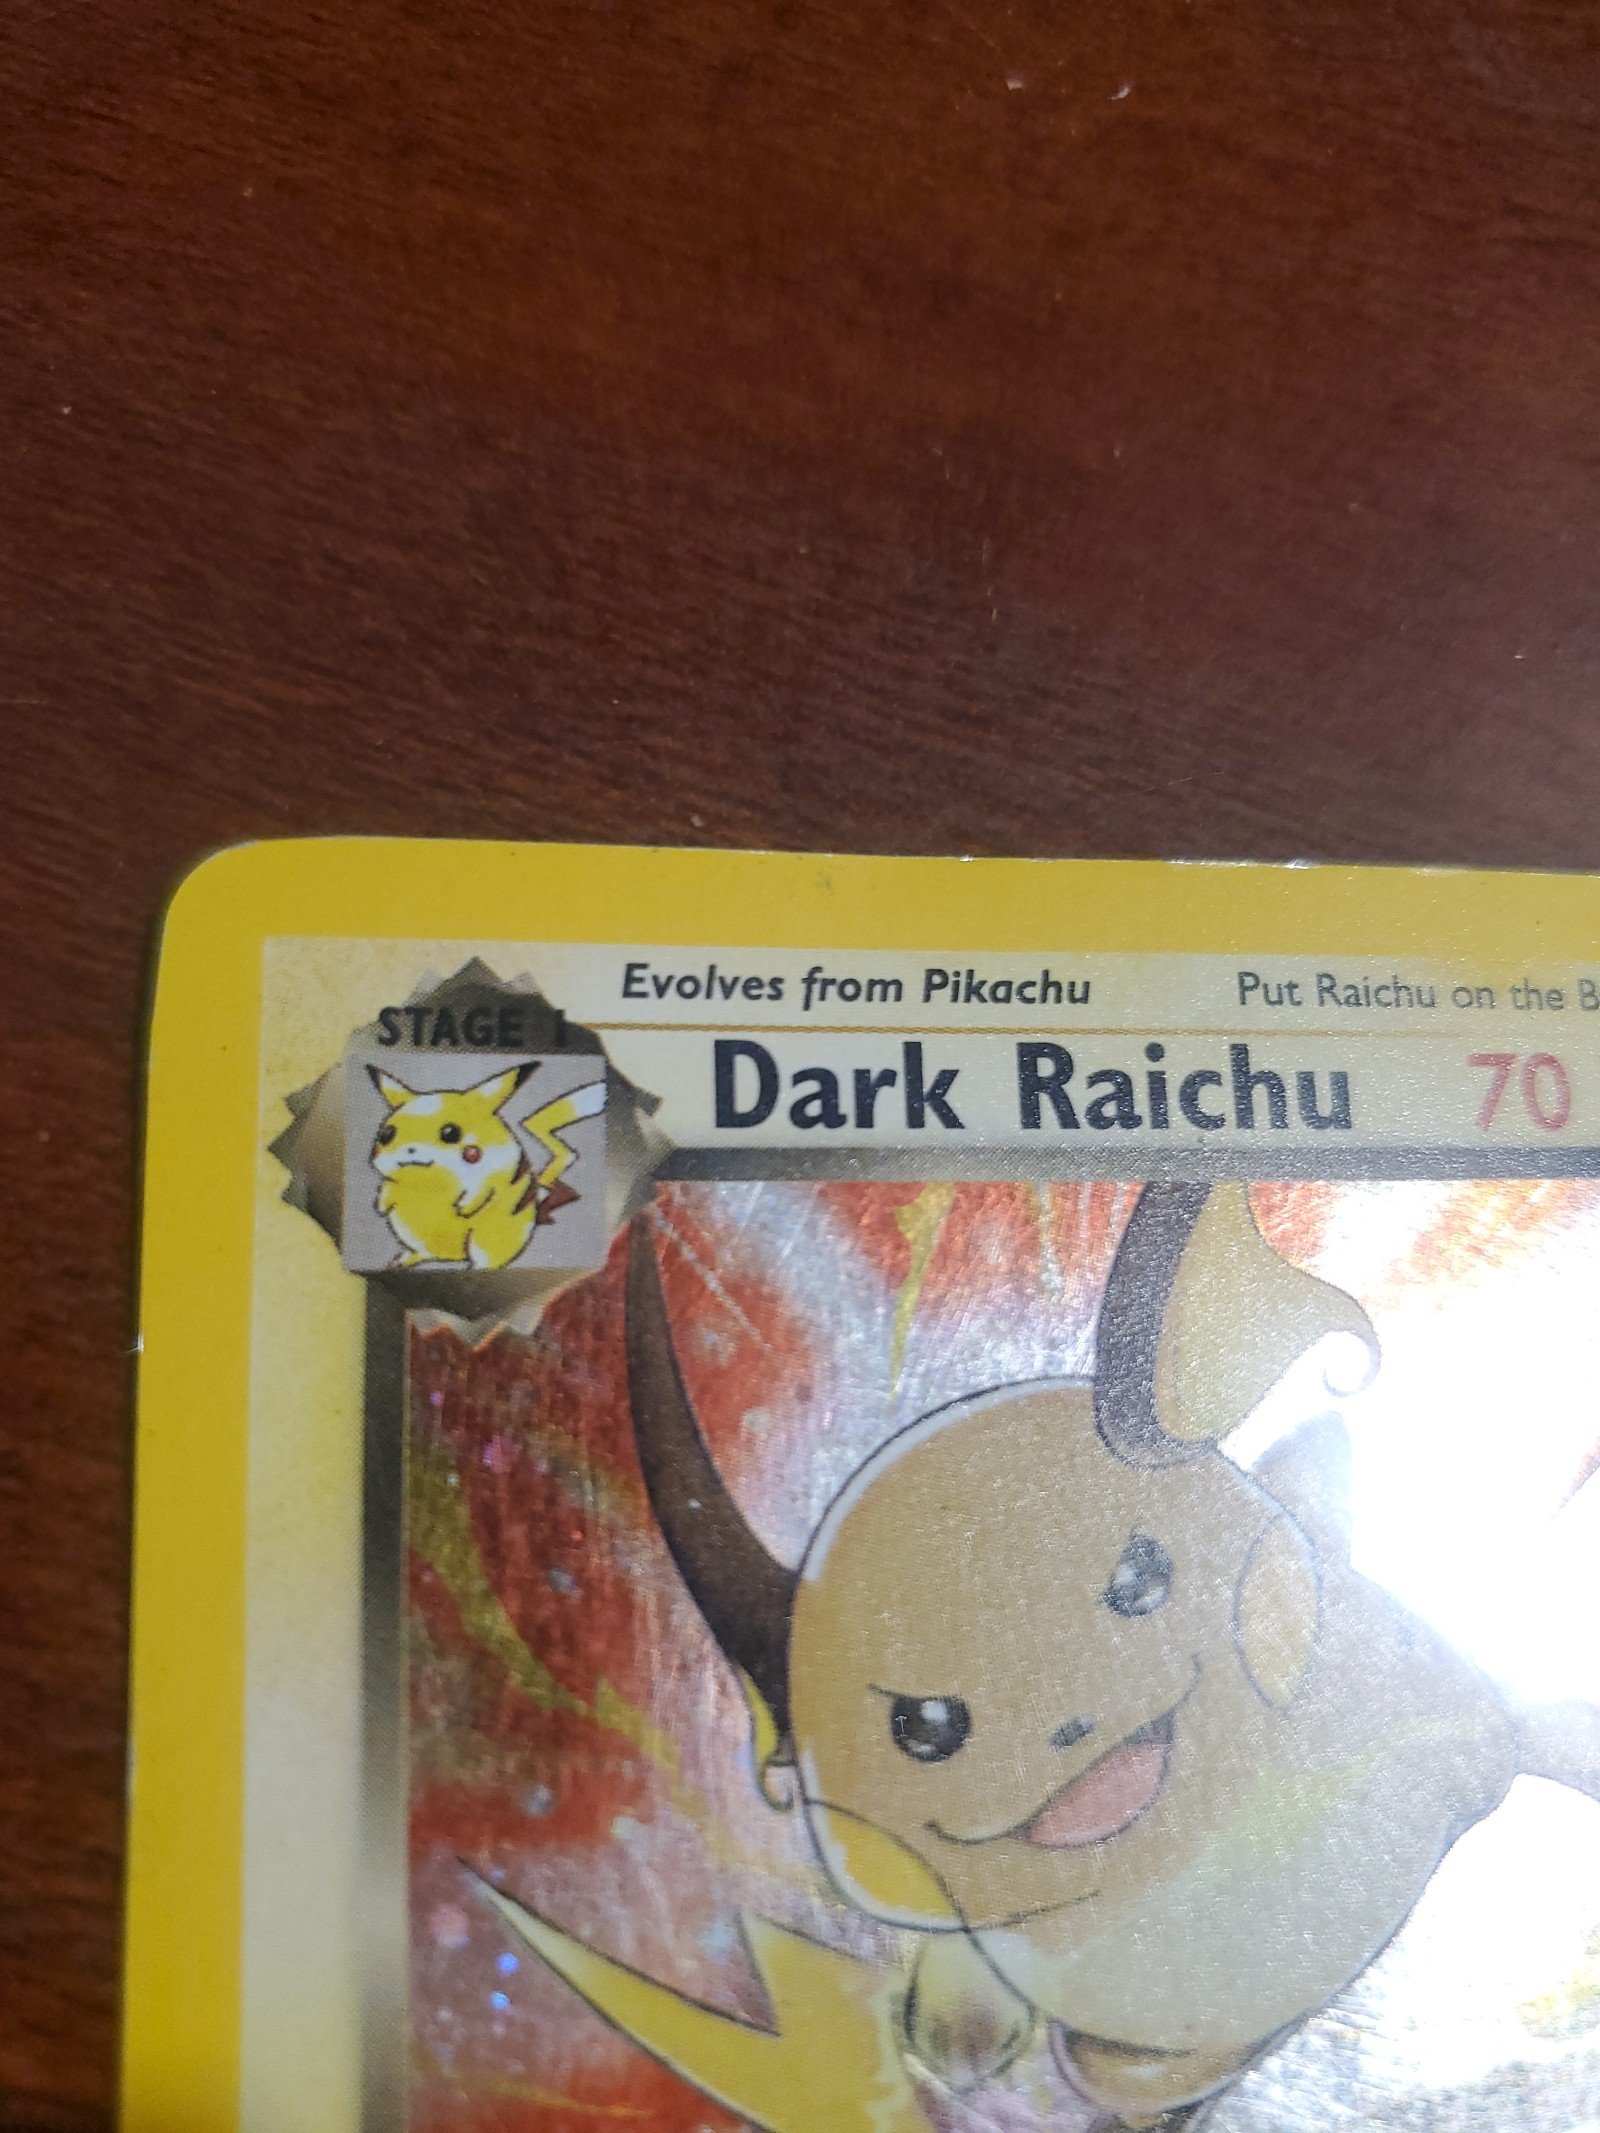 Evolves from Pikachu
Put Raichu on the B
STAGE 1
Dark Raichu 70